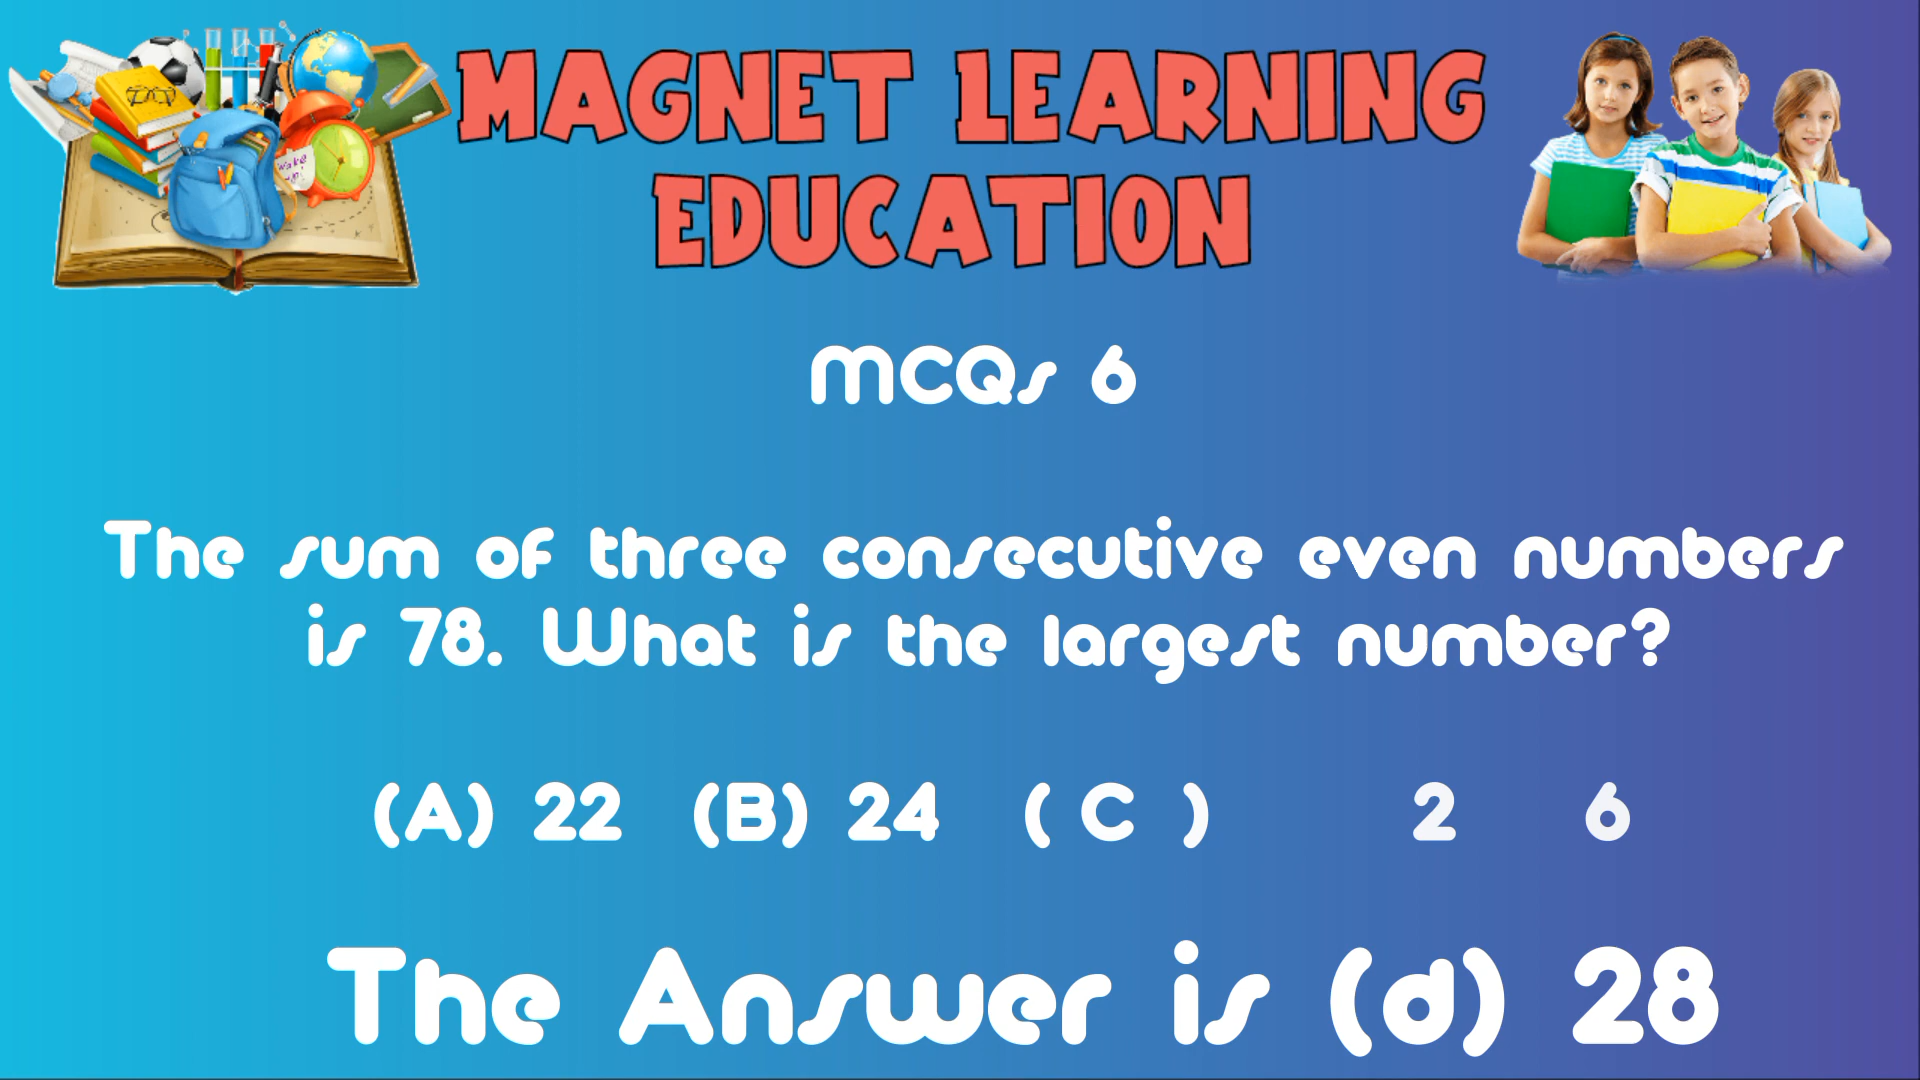 MAGNET LEARNING
EDUCATION
MCQs 6
The sum of three consecutive even numbers
is 78. What is the largest number?
(A) 22 (B) 24 ( C ) 2 6
The Answer is (d) 28